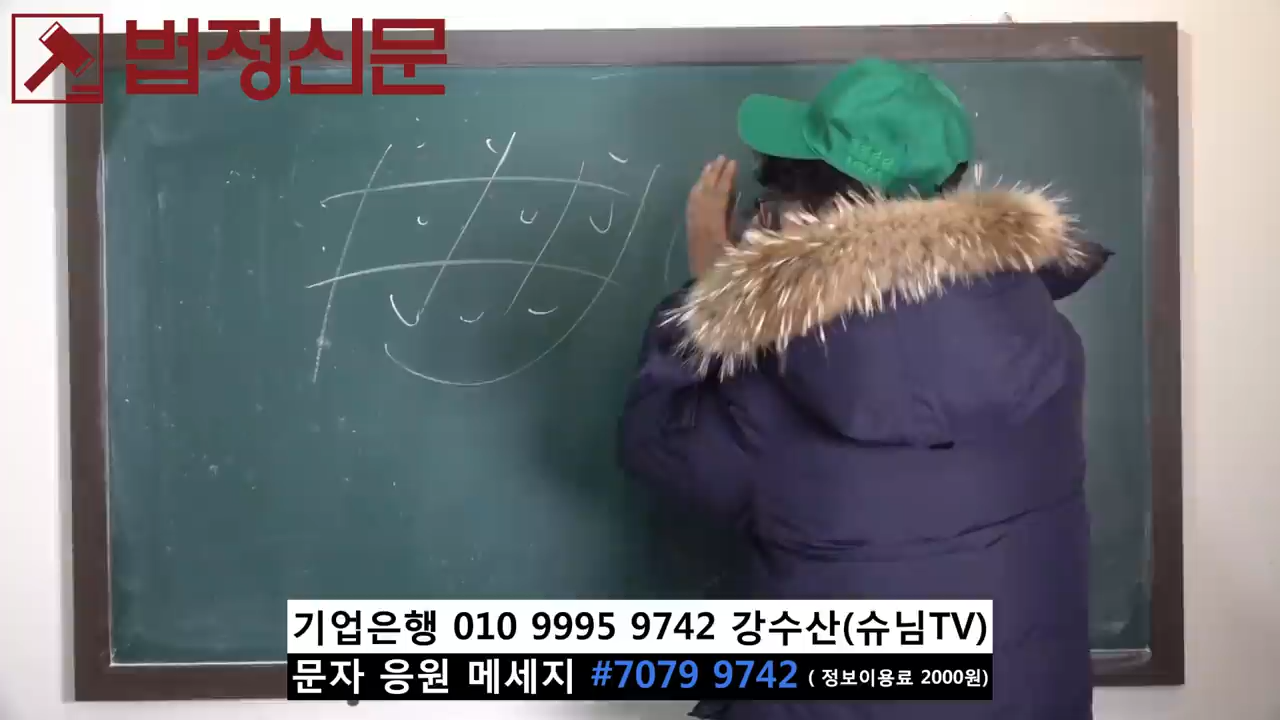 법정신문
기업은행 010 9995 9742 강수산(슈님TV)
문자 응원 메세지 #7079 9742 ( 정보이용료 2000원)